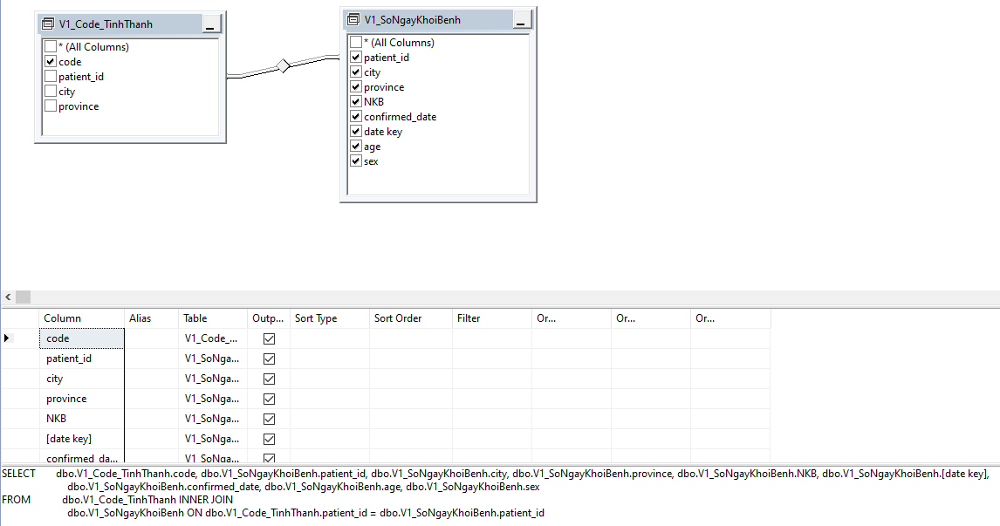 V1_Code_TinhThanh
* (All Columns)
code
patient_id
city
province
V1_SoNgayKhoiBenh
* (All Columns)
patient_id
city
province
NKB
confirmed_date
date key
age
sex
Column Alias Table Outp... Sort Type Sort Order Filter Or... Or... Or...
code V1_Code_...
patient_id V1_SoNga...
city V1_SoNga...
province V1_SoNga...
NKB V1_SoNga...
[date key] V1_SoNga...
confirmed_da... V1_SoNga...
SELECT dbo.V1_Code_TinhThanh.code, dbo.V1_SoNgayKhoiBenh.patient_id, dbo.V1_SoNgayKhoiBenh.city, dbo.V1_SoNgayKhoiBenh.province, dbo.V1_SoNgayKhoiBenh.NKB, dbo.V1_SoNgayKhoiBenh.[date key],
dbo.V1_SoNgayKhoiBenh.confirmed_date, dbo.V1_SoNgayKhoiBenh.age, dbo.V1_SoNgayKhoiBenh.sex
FROM dbo.V1_Code_TinhThanh INNER JOIN
dbo.V1_SoNgayKhoiBenh ON dbo.V1_Code_TinhThanh.patient_id = dbo.V1_SoNgayKhoiBenh.patient_id